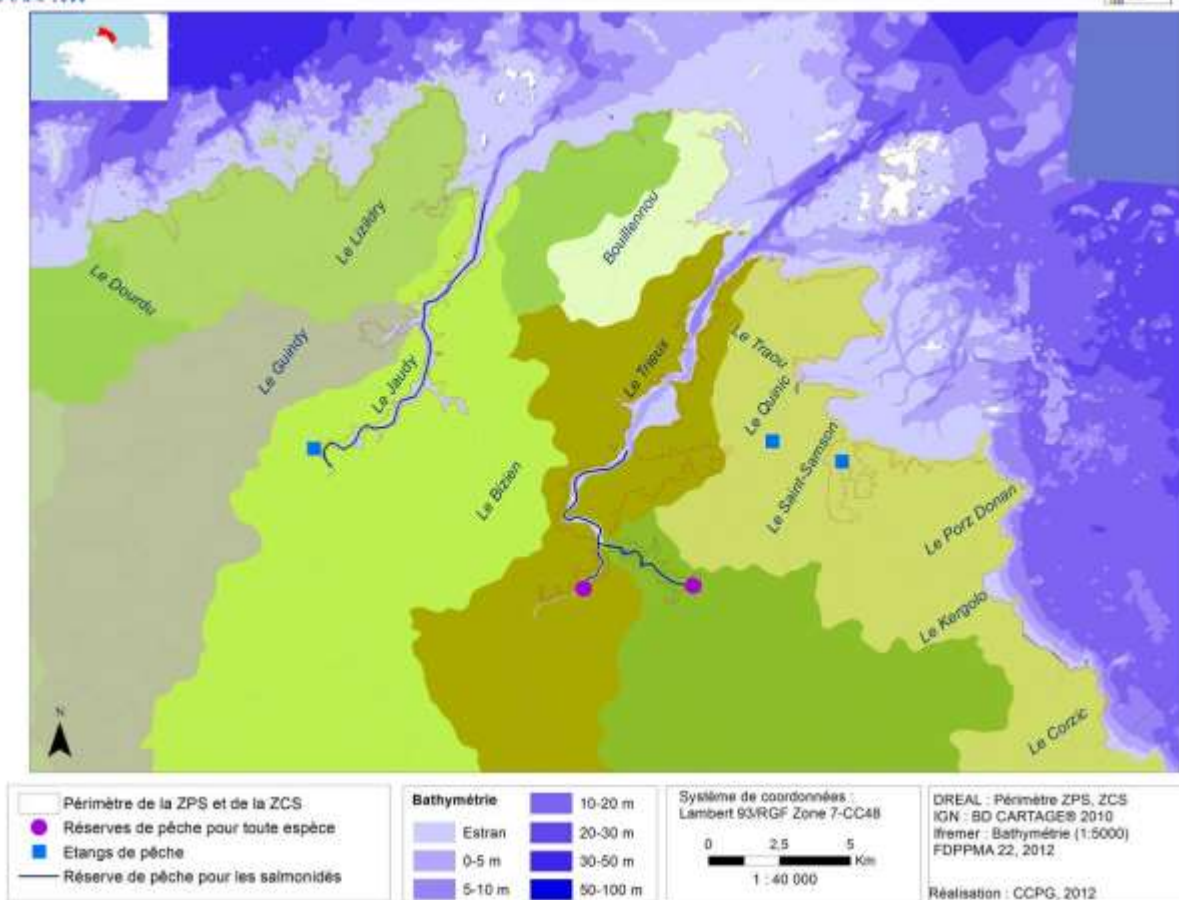 Le Lizildry
Bouillennou
Le Dourdu
Le Guindy
Le Jaudy
Le Trieux
Le Traou
Le Quinic
Le Bizien
Le Saint-Samson
Le Porz Donan
Le Kergolo
Le Corzic
N
Périmètre de la ZPS et de la ZCS
Réserves de pêche pour toute espèce
Etangs de pêche
Réserve de pêche pour les salmonidés
Bathymétrie
Estran
0-5 m
5-10 m
10-20 m
20-30 m
30-50 m
50-100 m
Système de coordonnées :
Lambert 93/RGF Zone 7-CC48
0 2,5 5
Km
1 : 40 000
DREAL : Périmètre ZPS, ZCS
IGN : BD CARTAGE® 2010
Ifremer : Bathymétrie (1:5000)
FDPPMA 22, 2012
Réalisation : CCPG, 2012